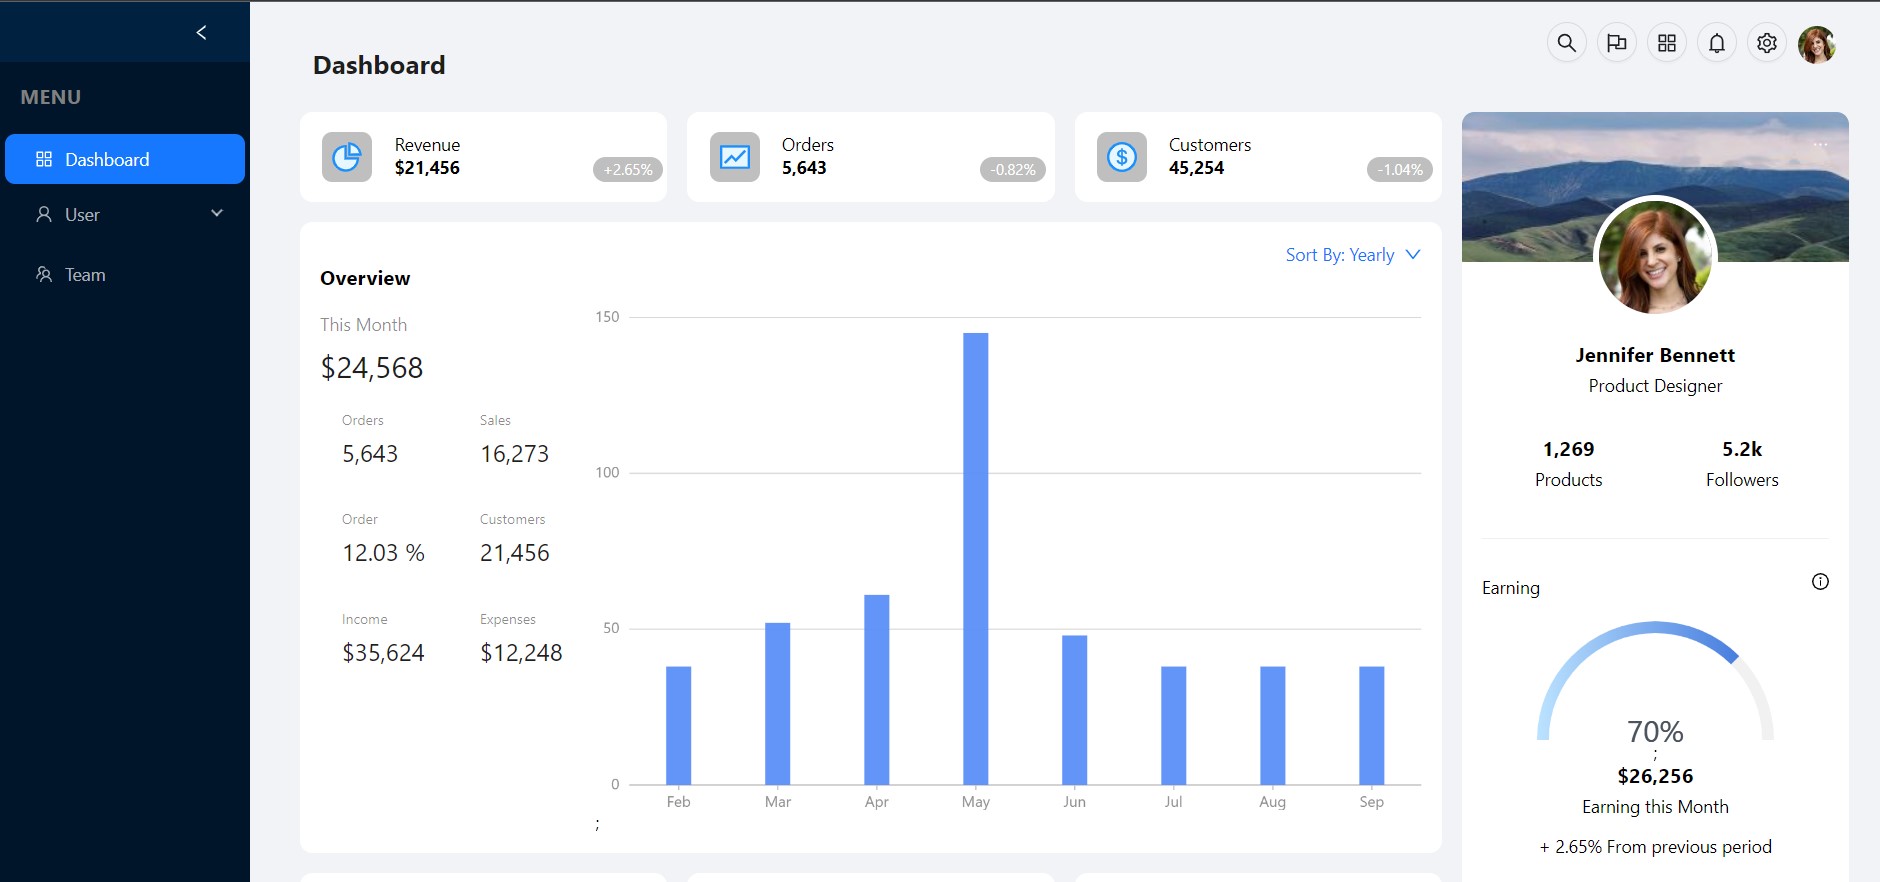 MENU
Dashboard
User
Team
Dashboard
Revenue
$21,456
+2.65%
Orders
5,643
-0.82%
Customers
45,254
-1.04%
Sort By: Yearly
Overview
This Month
$24,568
Orders
5,643
Sales
16,273
Order
12.03 %
Customers
21,456
Income
$35,624
Expenses
$12,248
150
100
50
0
Feb Mar Apr May Jun Jul Aug Sep
;
Jennifer Bennett
Product Designer
1,269
Products
5.2k
Followers
Earning
70%
;
$26,256
Earning this Month
+ 2.65% From previous period